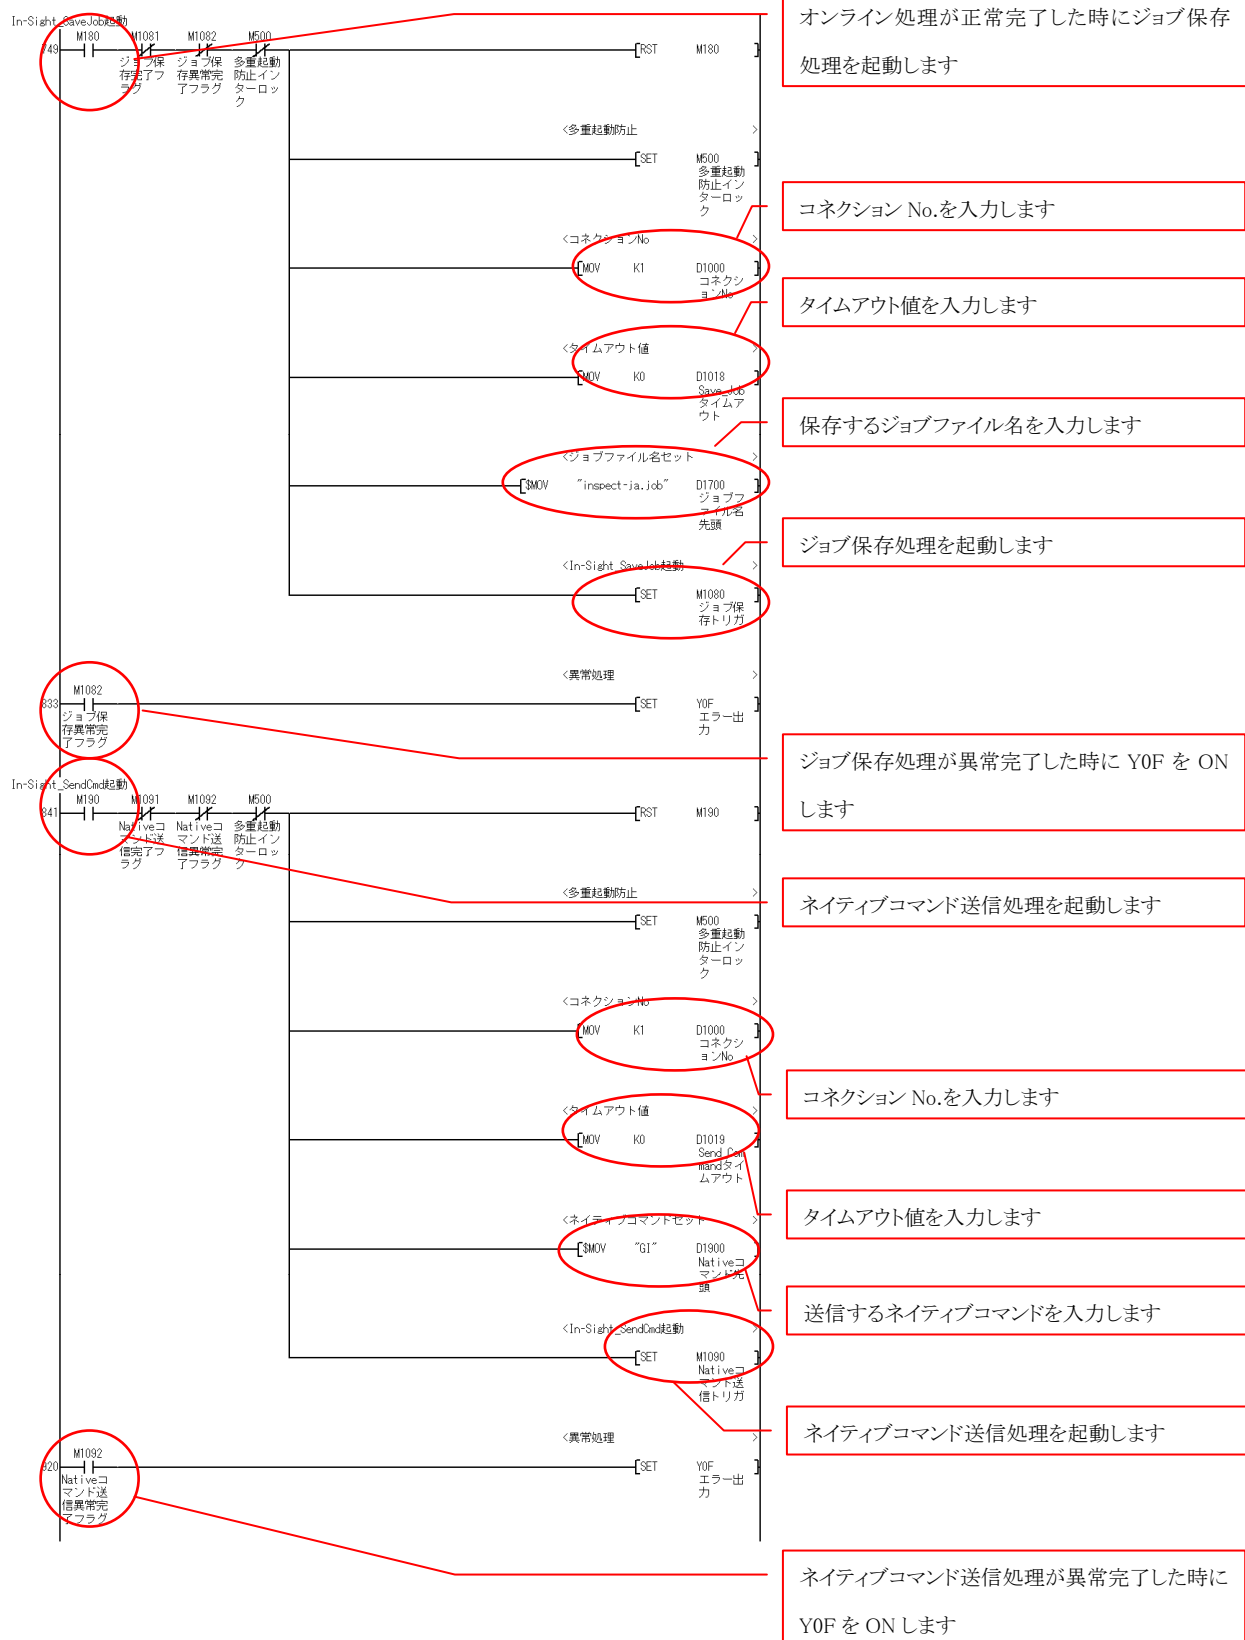 In-Sight_SaveJob起動
M180 M1081 M1082 M500
749
ジョブ保
存完了フ
ラグ
ジョブ保
存異常完
了フラグ
多重起動
防止イン
ターロッ
ク
RST M180
オンライン処理が正常完了した時にジョブ保存
処理を起動します
<多重起動防止 >
SET M500
多重起動
防止イン
ターロッ
ク
コネクション No.を入力します
<コネクションNo >
MOV K1 D1000
コネクシ
ョンNo
タイムアウト値を入力します
<タイムアウト値 >
MOV K0 D1018
Save_Job
タイムア
ウト
保存するジョブファイル名を入力します
<ジョブファイル名セット >
$MOV "inspect-ja.job" D1700
ジョブフ
ァイル名
先頭
ジョブ保存処理を起動します
<In-Sight_SaveJob起動 >
SET M1080
ジョブ保
存トリガ
<異常処理 >
M1082
833
ジョブ保
存異常完
了フラグ
SET Y0F
エラー出
力
ジョブ保存処理が異常完了した時に Y0F を ON
します
In-Sight_SendCmd起動
M190 M1091 M1092 M500
841
Nativeコ
マンド送
信完了フ
ラグ
Nativeコ
マンド送
信異常完
了フラグ
多重起動
防止イン
ターロッ
ク
RST M190
ネイティブコマンド送信処理を起動します
<多重起動防止 >
SET M500
多重起動
防止イン
ターロッ
ク
<コネクションNo >
MOV K1 D1000
コネクシ
ョンNo
コネクション No.を入力します
<タイムアウト値 >
MOV K0 D1019
Send_Com
mandタイ
ムアウト
タイムアウト値を入力します
<ネイティブコマンドセット >
$MOV "GI" D1900
Nativeコ
マンド先
頭
送信するネイティブコマンドを入力します
<In-Sight_SendCmd起動 >
SET M1090
Nativeコ
マンド送
信トリガ
ネイティブコマンド送信処理を起動します
<異常処理 >
M1092
920
Nativeコ
マンド送
信異常完
了フラグ
SET Y0F
エラー出
力
ネイティブコマンド送信処理が異常完了した時に
Y0F を ON します